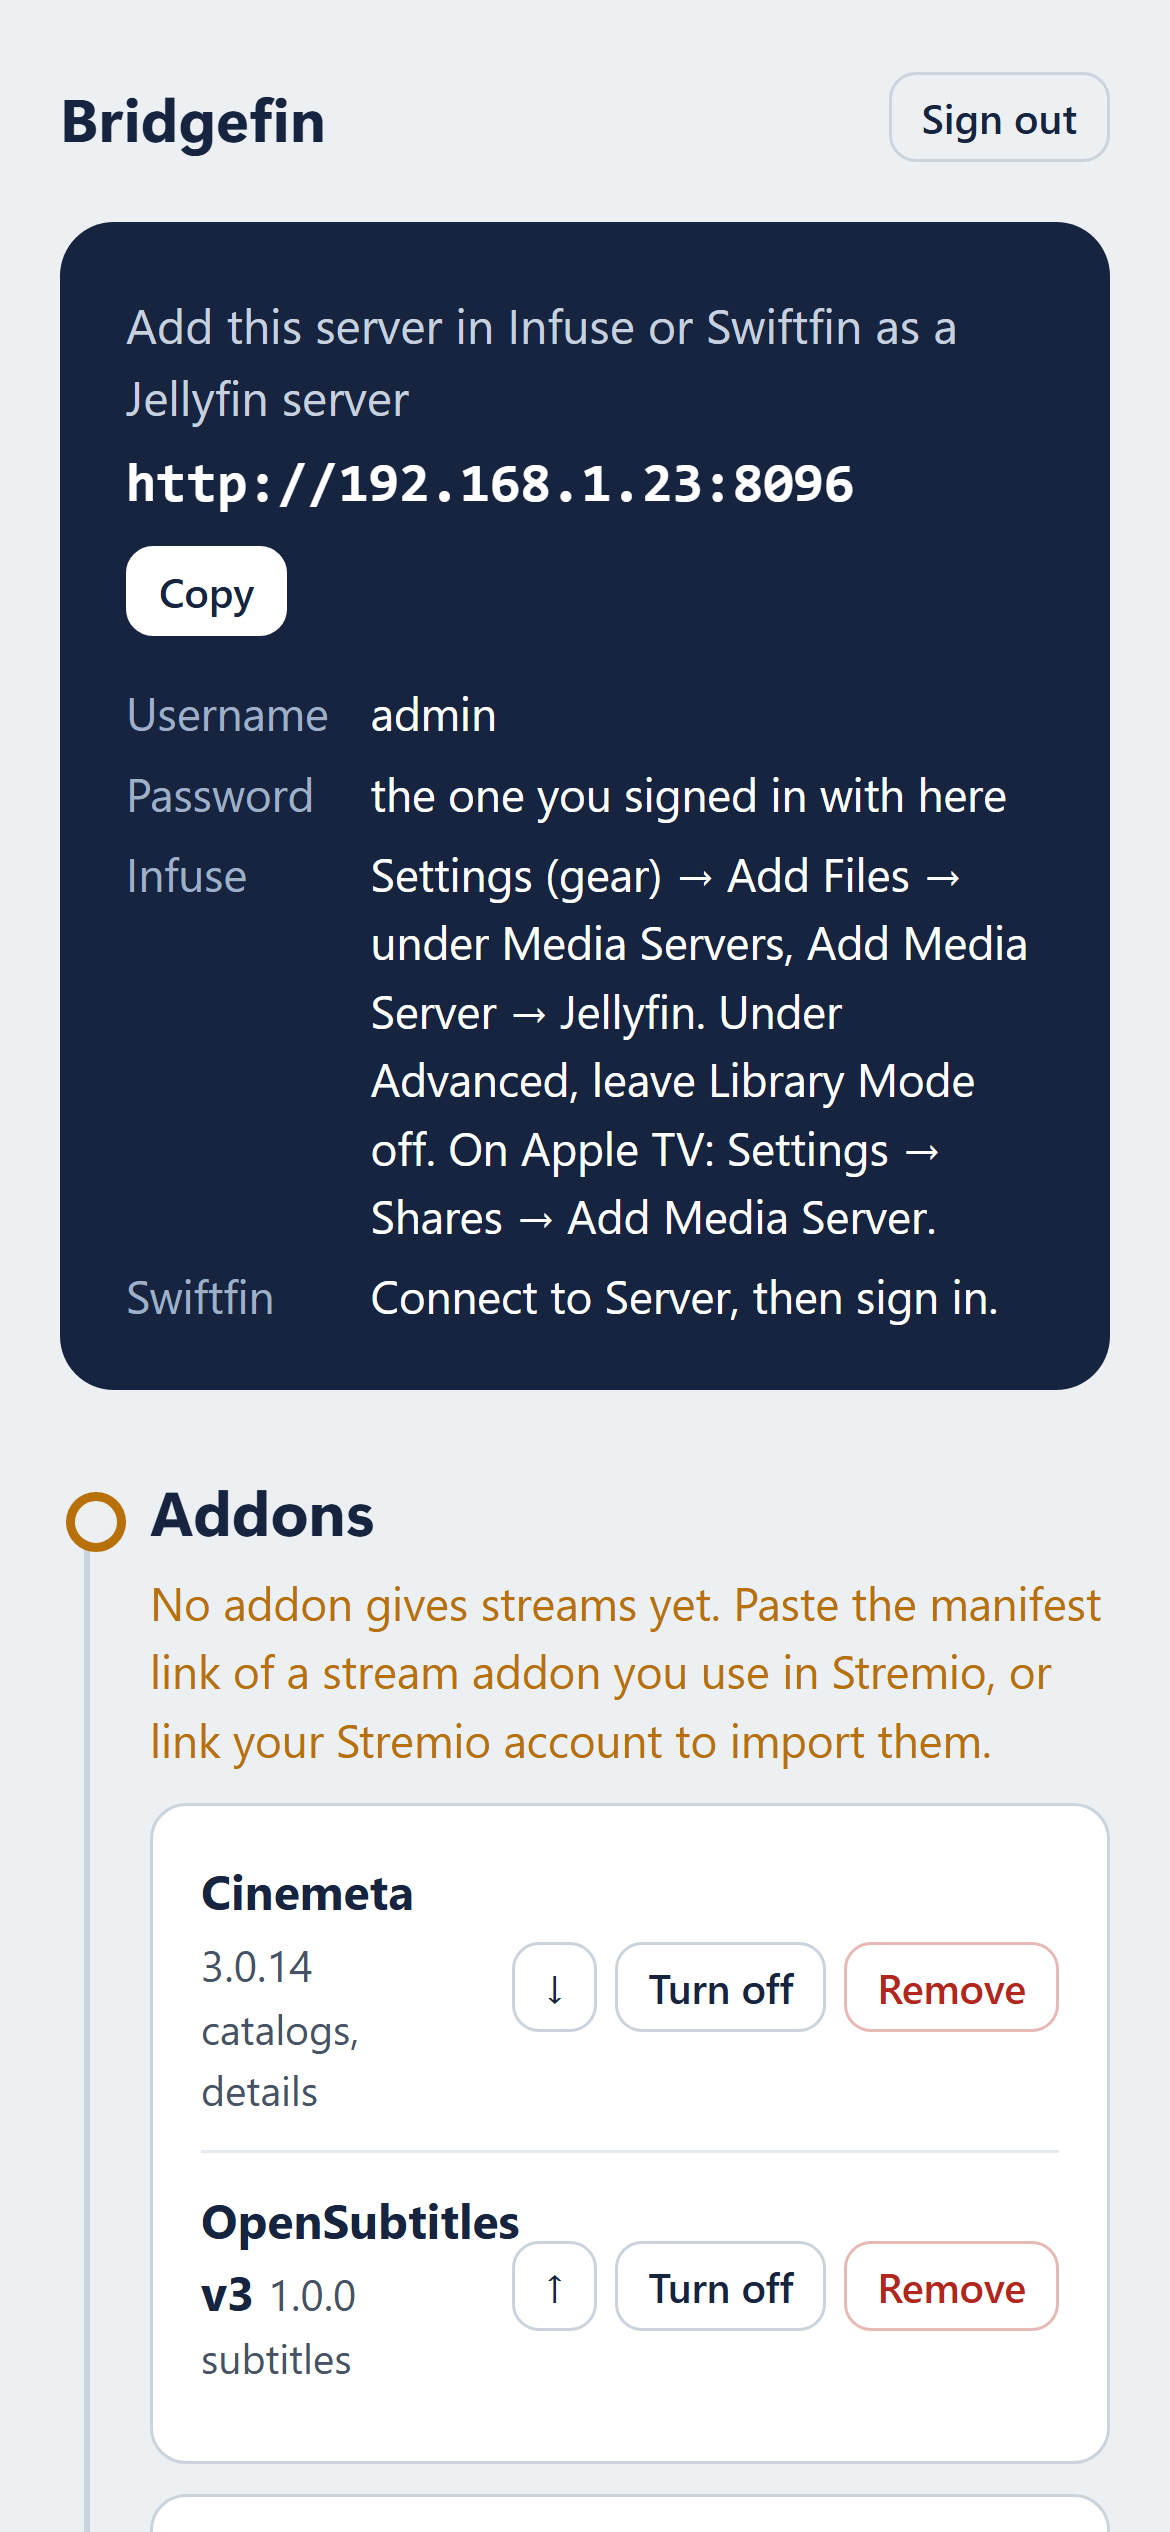 Bridgefin
Sign out
Add this server in Infuse or Swiftfin as a
Jellyfin server
http://192.168.1.23:8096
Copy
Username admin
Password the one you signed in with here
Infuse Settings (gear) → Add Files →
under Media Servers, Add Media
Server → Jellyfin. Under
Advanced, leave Library Mode
off. On Apple TV: Settings →
Shares → Add Media Server.
Swiftfin Connect to Server, then sign in.
Addons
No addon gives streams yet. Paste the manifest
link of a stream addon you use in Stremio, or
link your Stremio account to import them.
Cinemeta
3.0.14
catalogs,
details
↓ Turn off Remove
OpenSubtitles
v3 1.0.0
subtitles
↑ Turn off Remove